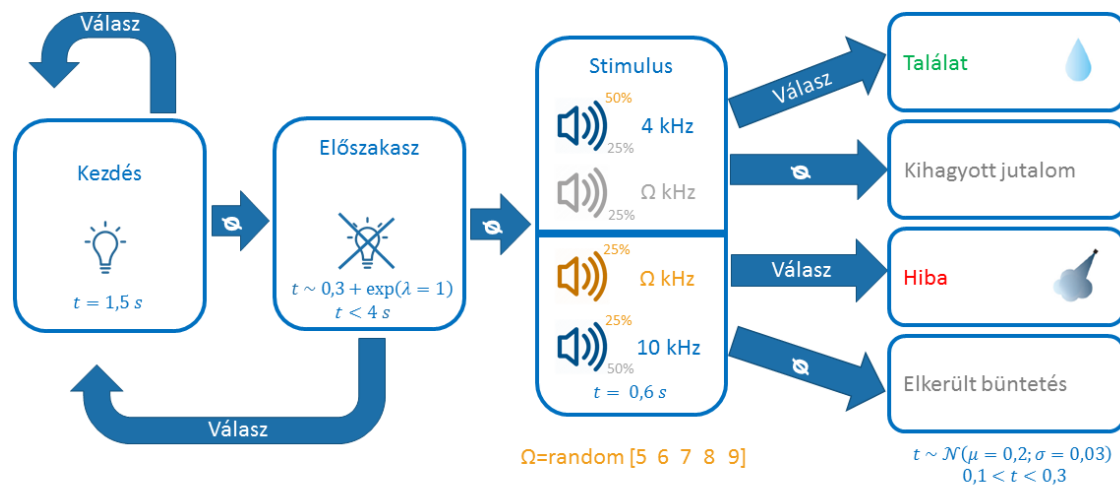 Válasz
Kezdés
t = 1,5 s
ϕ
Előszakasz
t ~ 0,3 + exp(λ = 1)
t < 4 s
Válasz
ϕ
Stimulus
50%
4 kHz
25%
Ω kHz
25%
25%
Ω kHz
25%
10 kHz
50%
t = 0,6 s
Ω=random [5 6 7 8 9]
Válasz
Találat
ϕ
Kihagyott jutalom
Válasz
Hiba
ϕ
Elkerült büntetés
t ~ 𝒩(μ = 0,2; σ = 0,03)
0,1 < t < 0,3